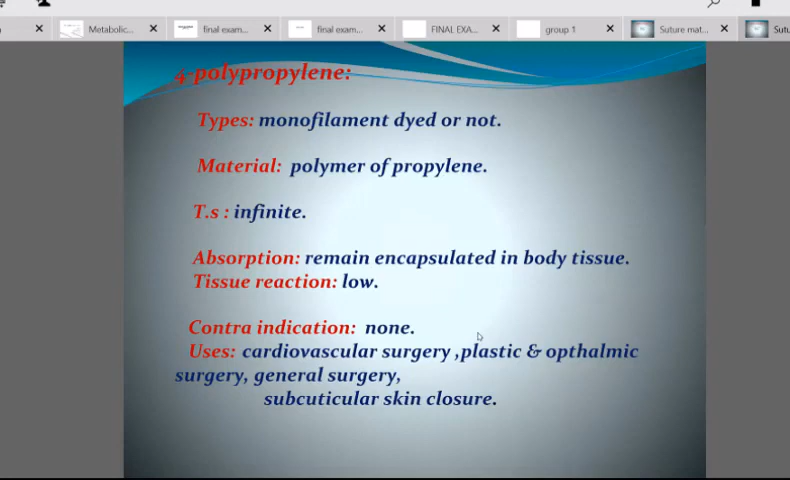 Metabolic...
final exam...
final exam...
FINAL EXA...
group 1
Suture mat...
Sutu
4-polypropylene:
Types: monofilament dyed or not.
Material: polymer of propylene.
T.s : infinite.
Absorption: remain encapsulated in body tissue.
Tissue reaction: low.
Contra indication: none.
Uses: cardiovascular surgery ,plastic & opthalmic
surgery, general surgery,
subcuticular skin closure.